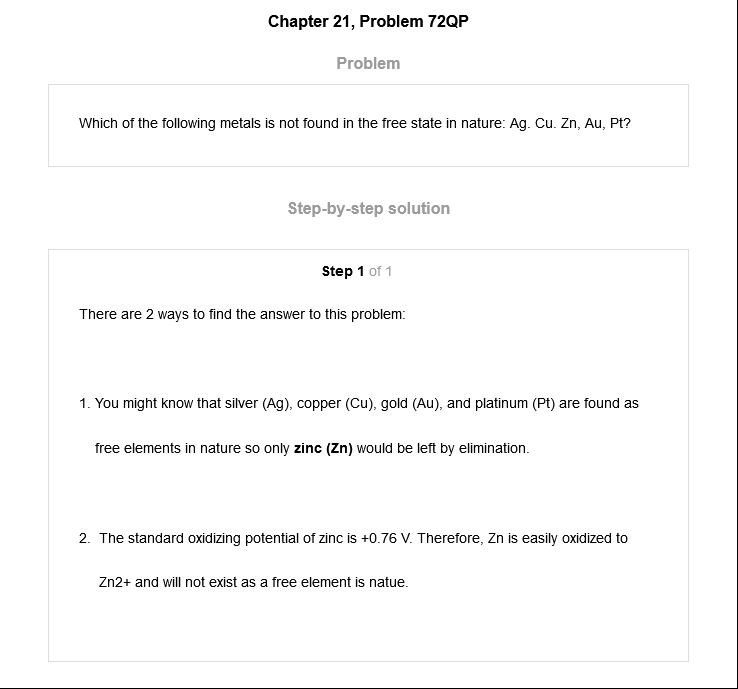 Chapter 21, Problem 72QP
Problem
Which of the following metals is not found in the free state in nature: Ag. Cu. Zn, Au, Pt?
Step-by-step solution
Step 1 of 1
There are 2 ways to find the answer to this problem:
1. You might know that silver (Ag), copper (Cu), gold (Au), and platinum (Pt) are found as
free elements in nature so only zinc (Zn) would be left by elimination.
2. The standard oxidizing potential of zinc is +0.76 V. Therefore, Zn is easily oxidized to
Zn2+ and will not exist as a free element is natue.